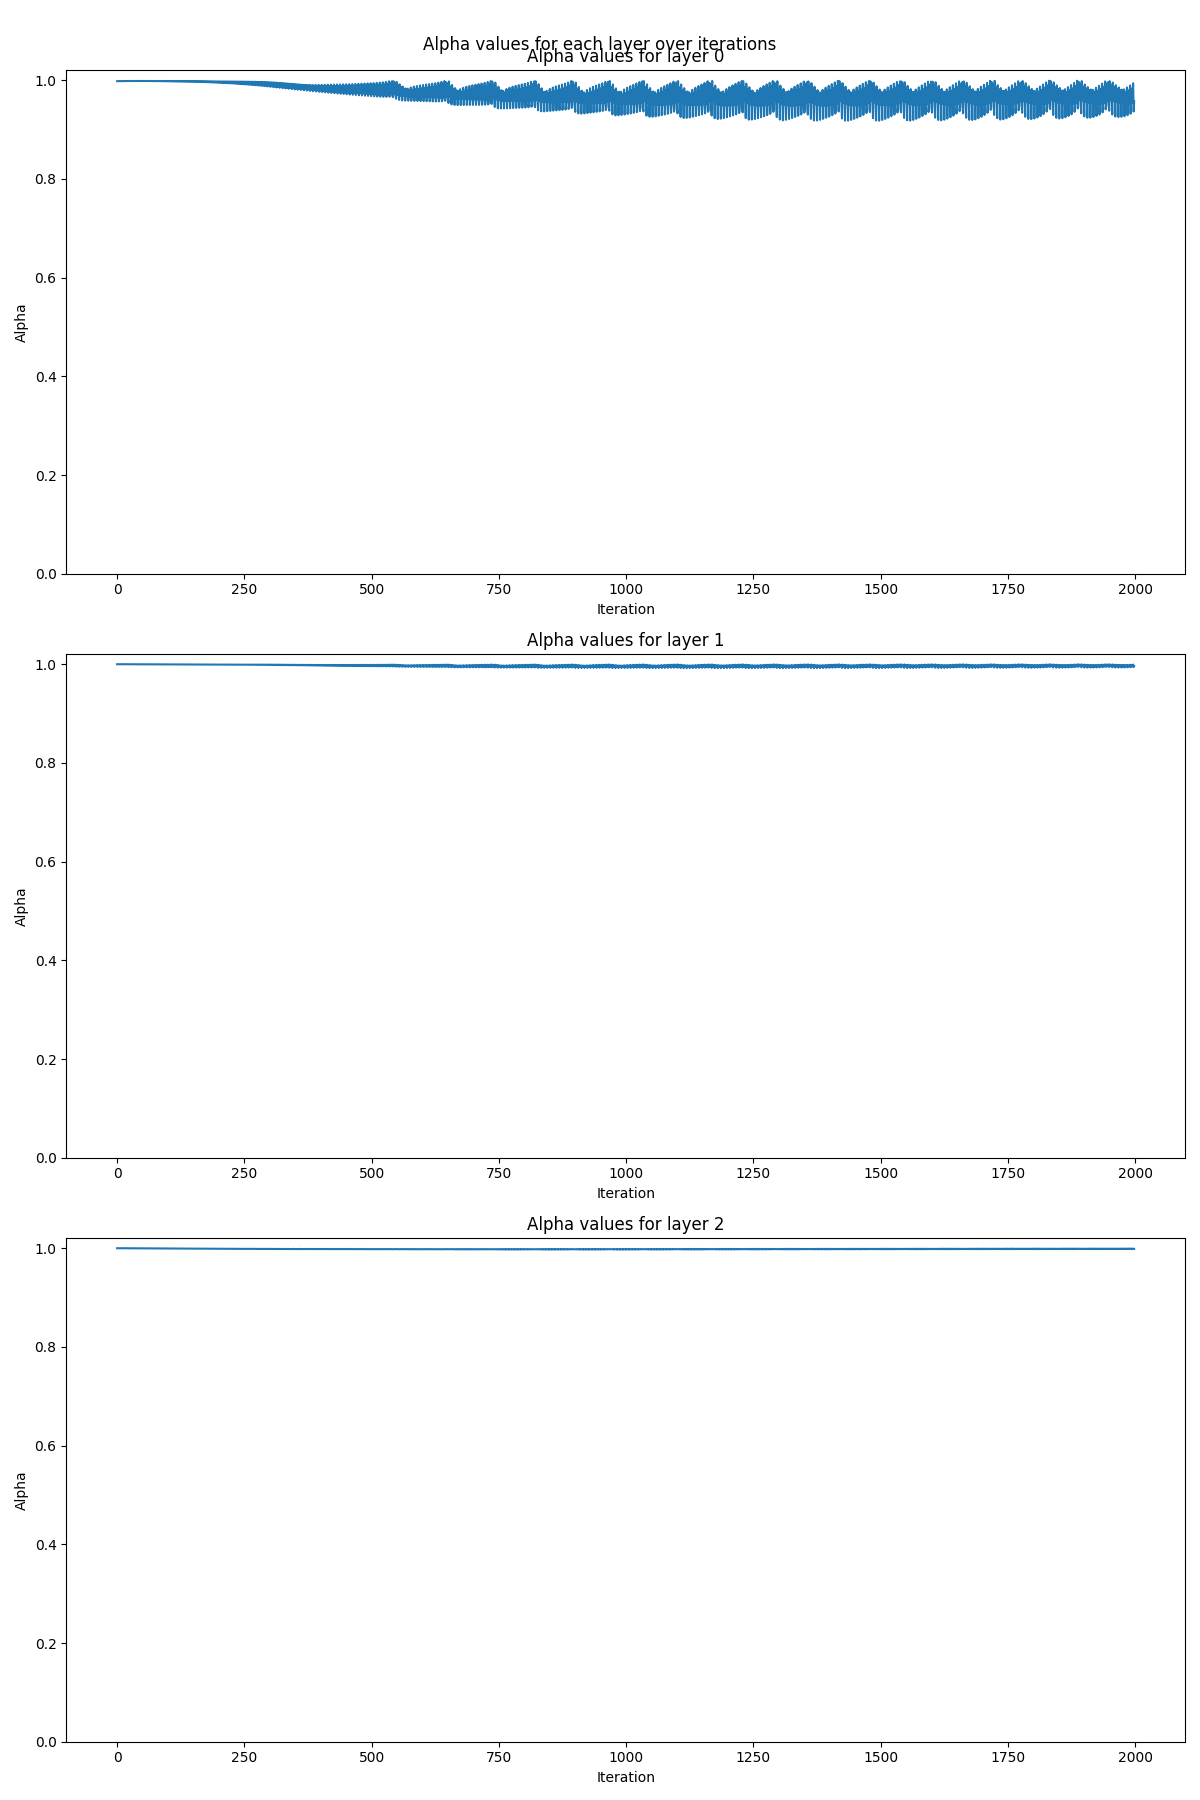 Alpha values for each layer over iterations
Alpha values for layer 0
1.0
0.8
0.6
0.4
0.2
0.0
Alpha
0 250 500 750 1000 1250 1500 1750 2000
Iteration
Alpha values for layer 1
1.0
0.8
0.6
0.4
0.2
0.0
Alpha
0 250 500 750 1000 1250 1500 1750 2000
Iteration
Alpha values for layer 2
1.0
0.8
0.6
0.4
0.2
0.0
Alpha
0 250 500 750 1000 1250 1500 1750 2000
Iteration